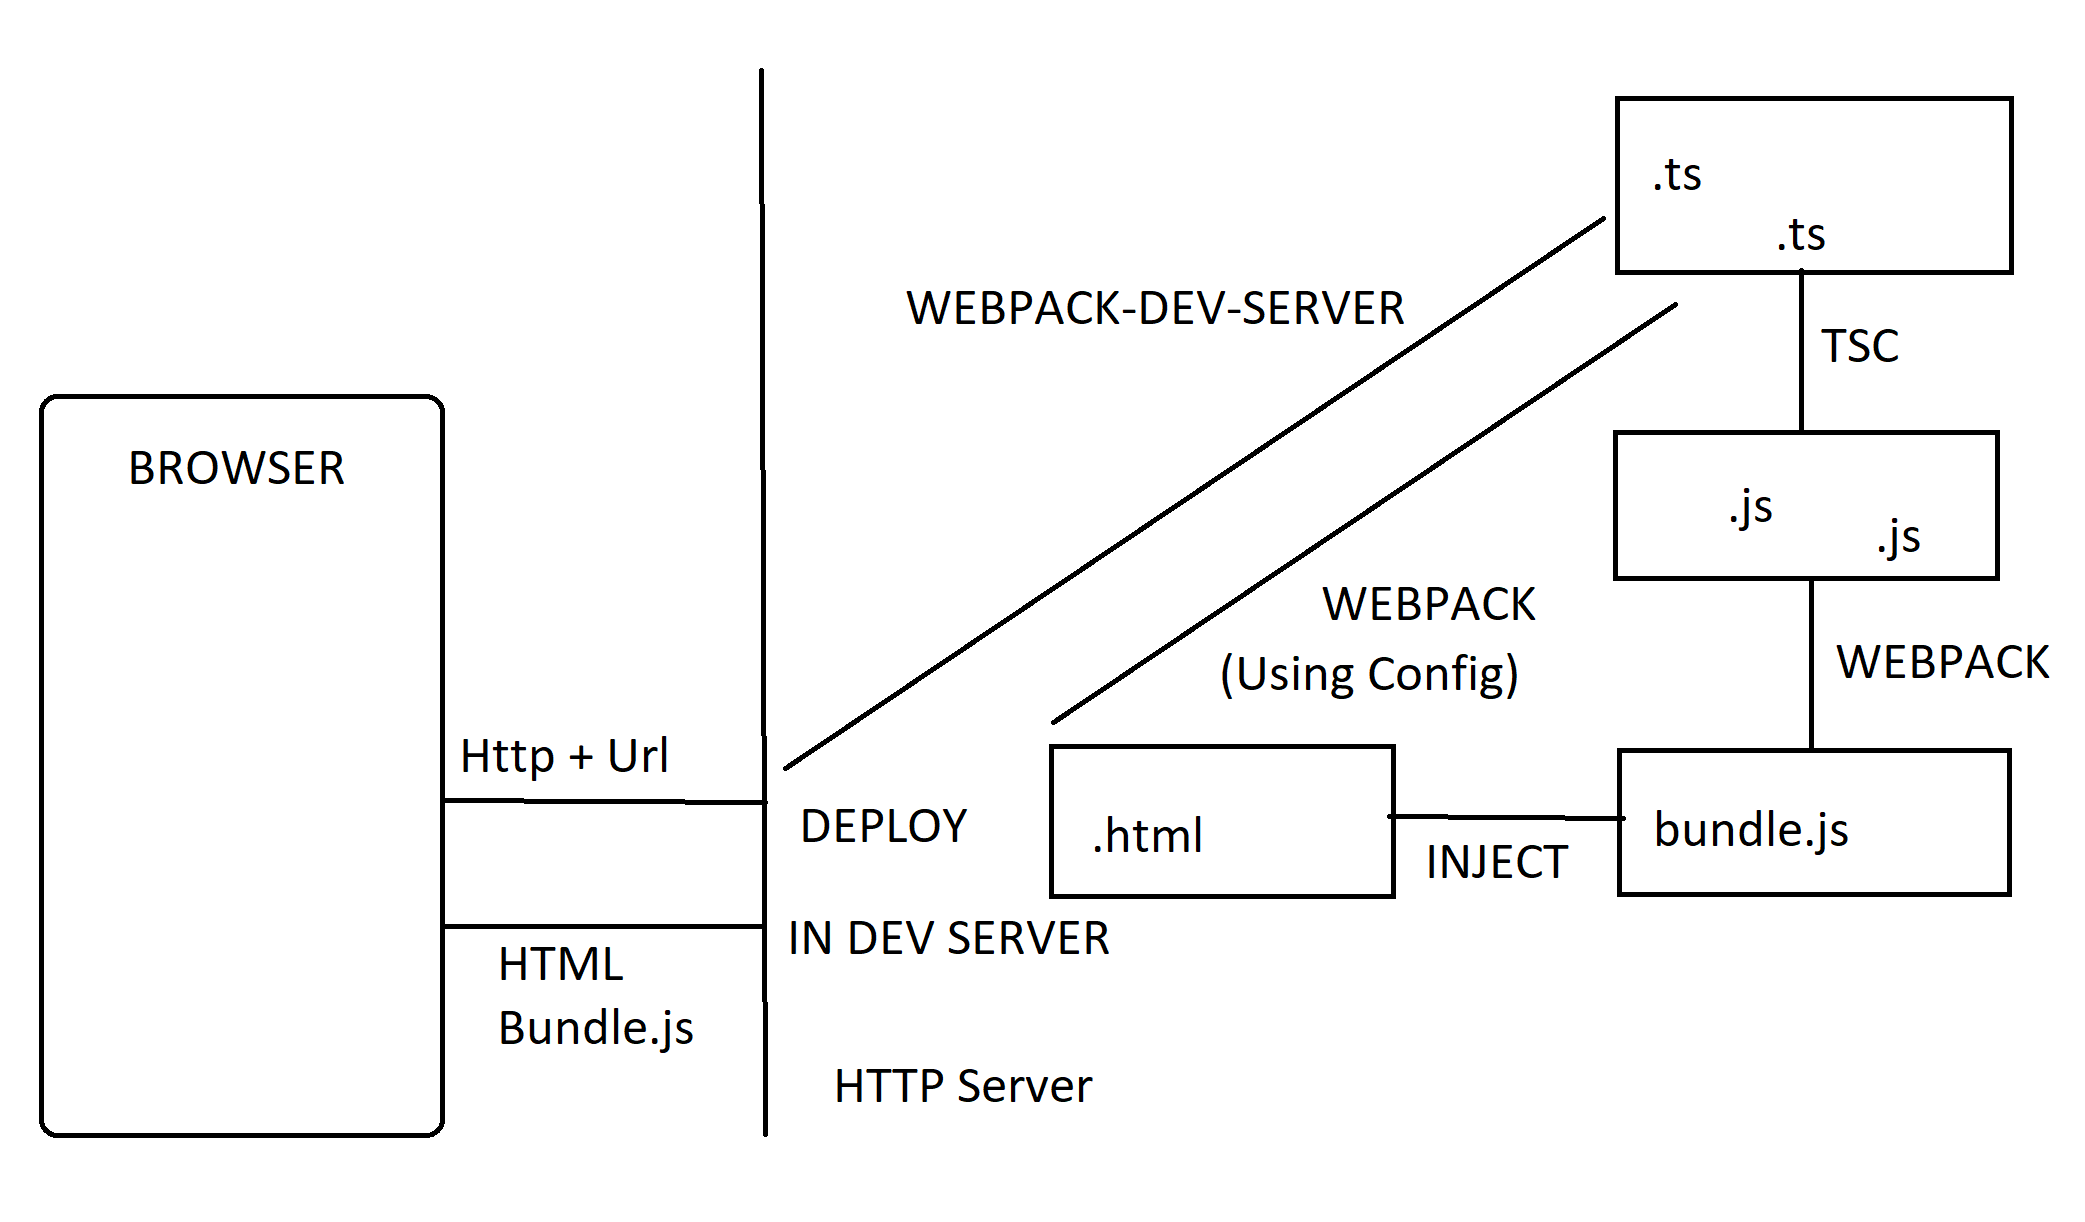 .ts
.ts
WEBPACK-DEV-SERVER
TSC
BROWSER
.js
.js
WEBPACK
(Using Config)
WEBPACK
Http + Url
DEPLOY
.html
INJECT
bundle.js
IN DEV SERVER
HTML
Bundle.js
HTTP Server